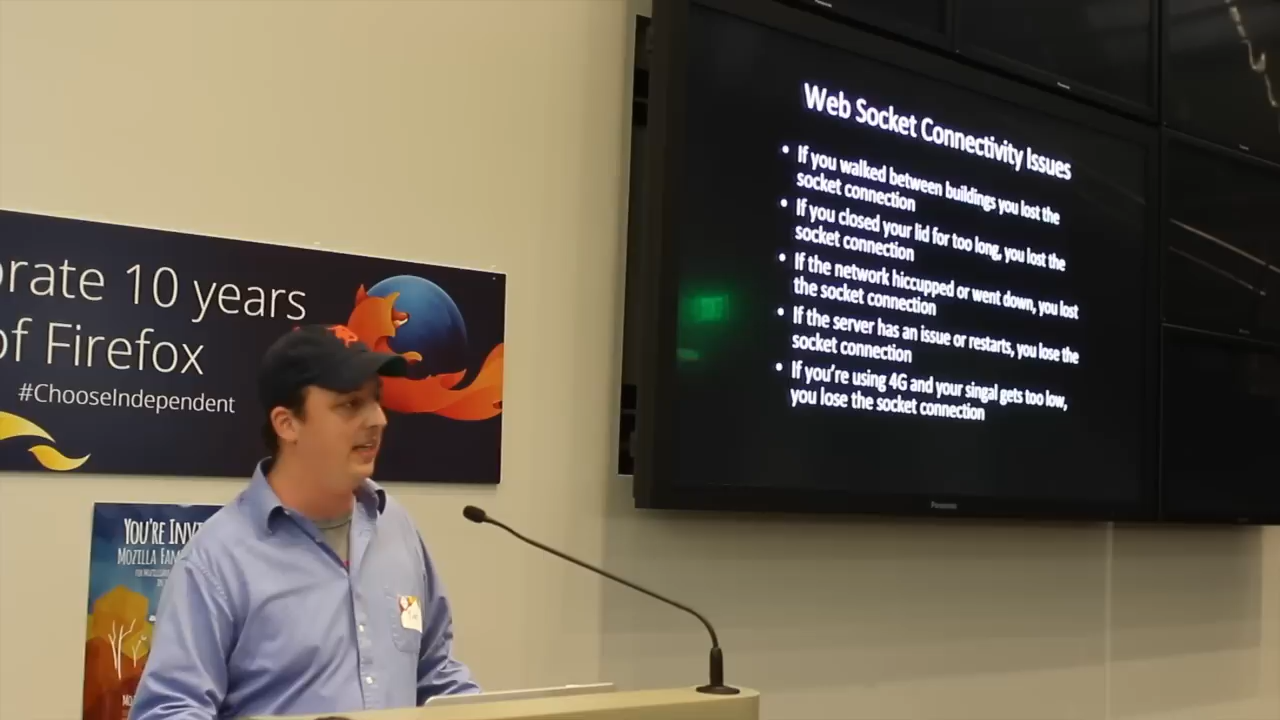 Web Socket Connectivity Issues
• If you walked between buildings you lost the
socket connection
• If you closed your lid for too long, you lost the
socket connection
• If the network hiccupped or went down, you lost
the socket connection
• If the server has an issue or restarts, you lose the
socket connection
• If you're using 4G and your singal gets too low,
you lose the socket connection
Panasonic
brate 10 years
of Firefox
#ChooseIndependent
YOU'RE INV
MOZILLA FAM